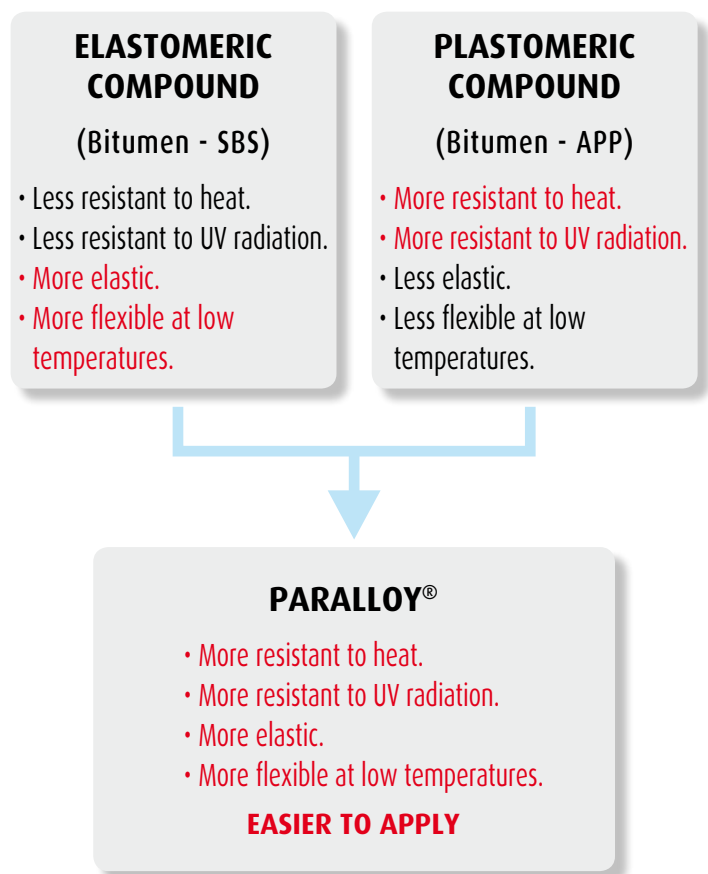 ELASTOMERIC
COMPOUND
(Bitumen - SBS)
• Less resistant to heat.
• Less resistant to UV radiation.
• More elastic.
• More flexible at low
temperatures.
PLASTOMERIC
COMPOUND
(Bitumen - APP)
• More resistant to heat.
• More resistant to UV radiation.
• Less elastic.
• Less flexible at low
temperatures.
PARALLOY®
• More resistant to heat.
• More resistant to UV radiation.
• More elastic.
• More flexible at low temperatures.
EASIER TO APPLY